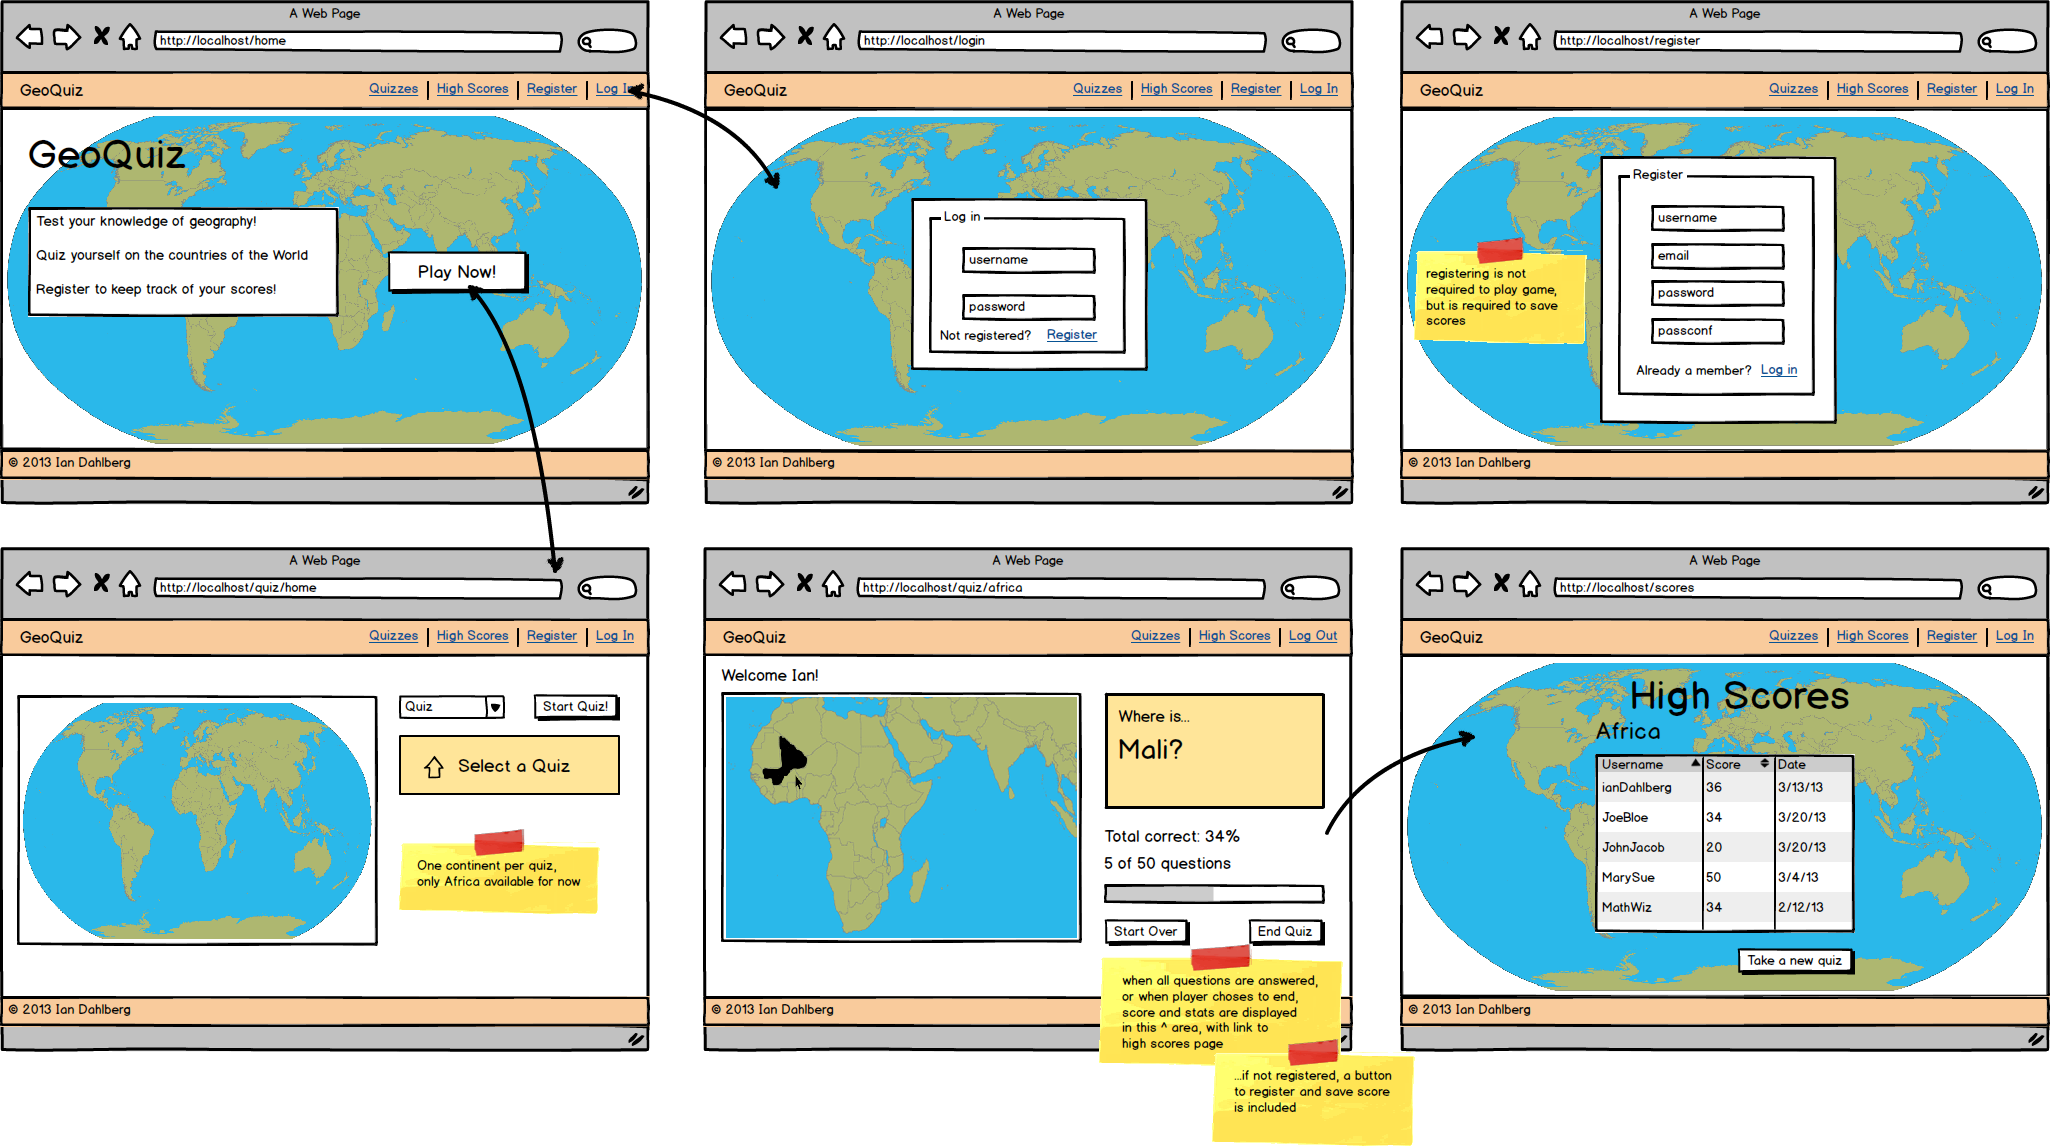 A Web Page
http://localhost/home
GeoQuiz
Quizzes | High Scores | Register | Log In
GeoQuiz
Test your knowledge of geography!
Quiz yourself on the countries of the World
Register to keep track of your scores!
Play Now!
© 2013 Ian Dahlberg
A Web Page
http://localhost/login
GeoQuiz
Quizzes | High Scores | Register | Log In
Log in
username
password
Not registered? Register
© 2013 Ian Dahlberg
A Web Page
http://localhost/register
GeoQuiz
Quizzes | High Scores | Register | Log In
Register
username
email
password
passconf
Already a member? Log in
registering is not
required to play game,
but is required to save
scores
© 2013 Ian Dahlberg
A Web Page
http://localhost/quiz/home
GeoQuiz
Quizzes | High Scores | Register | Log In
Quiz
Start Quiz!
Select a Quiz
One continent per quiz,
only Africa available for now
© 2013 Ian Dahlberg
A Web Page
http://localhost/quiz/africa
GeoQuiz
Quizzes | High Scores | Log Out
Welcome Ian!
Where is...
Mali?
Total correct: 34%
5 of 50 questions
Start Over
End Quiz
when all questions are answered,
or when player choses to end,
score and stats are displayed
in this ^ area, with link to
high scores page
...if not registered, a button
to register and save score
is included
© 2013 Ian Dahlberg
A Web Page
http://localhost/scores
GeoQuiz
Quizzes | High Scores | Register | Log In
High Scores
Africa
Username Score Date
ianDahlberg 36 3/13/13
JoeBloe 34 3/20/13
JohnJacob 20 3/20/13
MarySue 50 3/4/13
MathWiz 34 2/12/13
Take a new quiz
© 2013 Ian Dahlberg